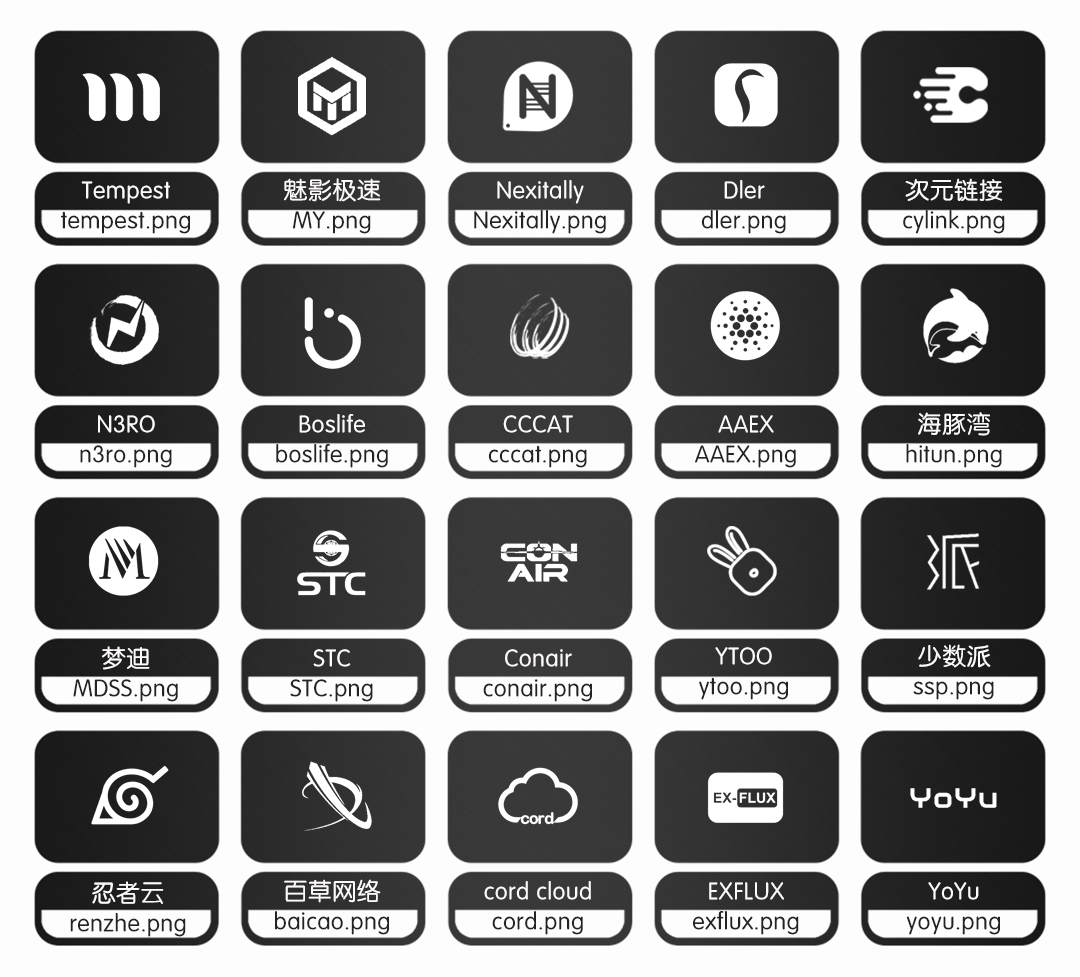 Tempest
tempest.png
魅影极速
MY.png
Nexitally
Nexitally.png
Dler
dler.png
次元链接
cylink.png
N3RO
n3ro.png
Boslife
boslife.png
CCCAT
cccat.png
AAEX
AAEX.png
海豚湾
hitun.png
STC
CON
AIR
派
梦迪
MDSS.png
STC
STC.png
Conair
conair.png
YTOO
ytoo.png
少数派
ssp.png
cord
EX-FLUX
YoYu
忍者云
renzhe.png
百草网络
baicao.png
cord cloud
cord.png
EXFLUX
exflux.png
YoYu
yoyu.png